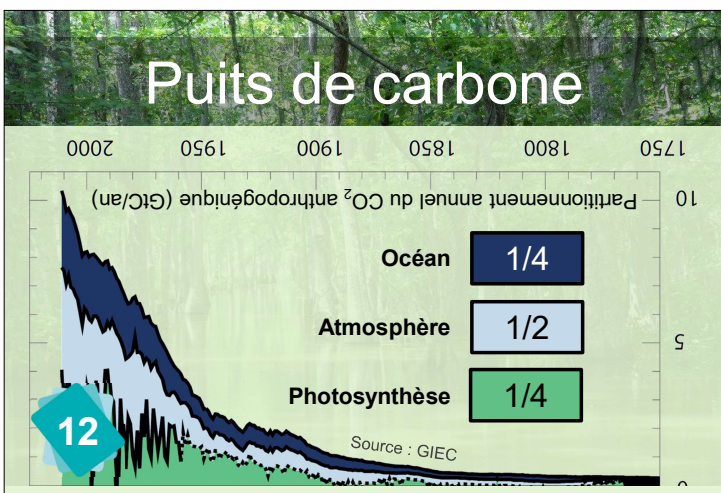 Puits de carbone
2000 1950 1900 1850 1800 1750
Partitionnement annuel du CO₂ anthropogénique (GtC/an)
10
Océan 1/4
Atmosphère 1/2
5
Photosynthèse 1/4
12
Source : GIEC
0